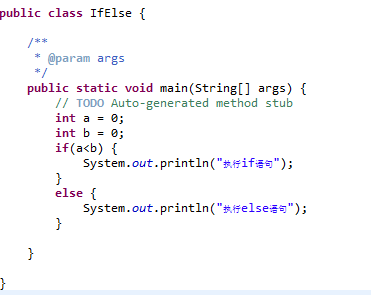 public class IfElse {
/**
* @param args
*/
public static void main(String[] args) {
// TODO Auto-generated method stub
int a = 0;
int b = 0;
if(a<b) {
System.out.println("执行if语句");
}
else {
System.out.println("执行else语句");
}
}
}